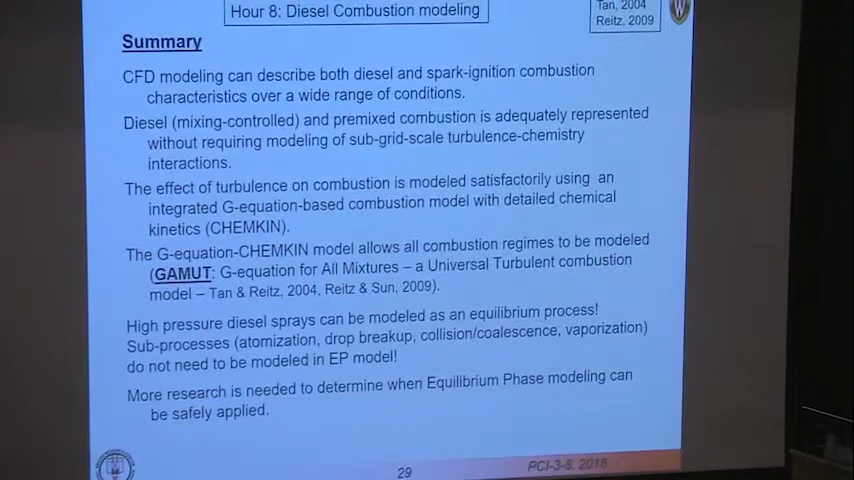 Hour 8: Diesel Combustion modeling
Tan, 2004
Reitz, 2009
W
Summary
CFD modeling can describe both diesel and spark-ignition combustion
characteristics over a wide range of conditions.
Diesel (mixing-controlled) and premixed combustion is adequately represented
without requiring modeling of sub-grid-scale turbulence-chemistry
interactions.
The effect of turbulence on combustion is modeled satisfactorily using an
integrated G-equation-based combustion model with detailed chemical
kinetics (CHEMKIN).
The G-equation-CHEMKIN model allows all combustion regimes to be modeled
(GAMUT: G-equation for All Mixtures – a Universal Turbulent combustion
model – Tan & Reitz, 2004, Reitz & Sun, 2009).
High pressure diesel sprays can be modeled as an equilibrium process!
Sub-processes (atomization, drop breakup, collision/coalescence, vaporization)
do not need to be modeled in EP model!
More research is needed to determine when Equilibrium Phase modeling can
be safely applied.
29
PCI-3-8, 2018